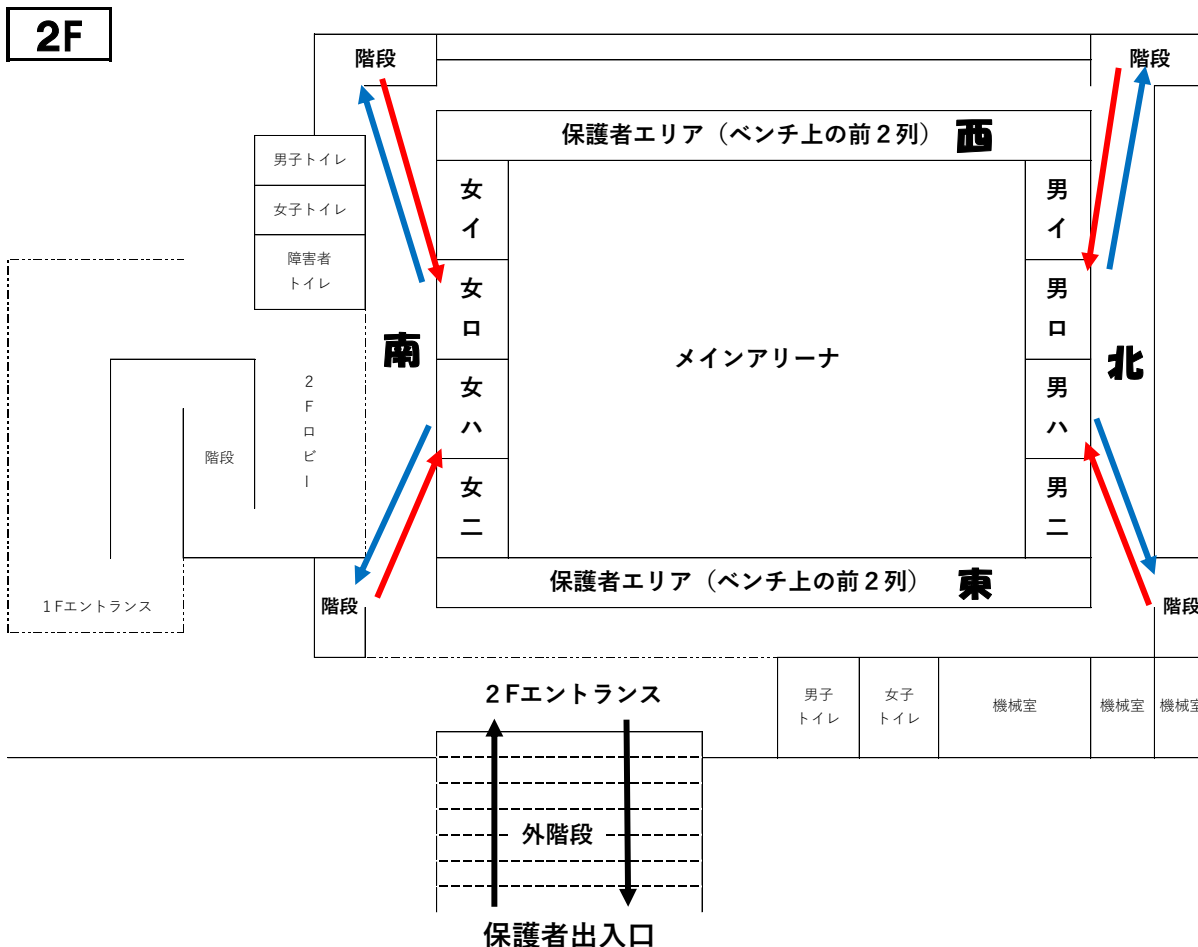 2F
階段
階段
保護者エリア（ベンチ上の前２列）
西
男子トイレ
女子トイレ
障害者
トイレ
女イ
女ロ
女ハ
女ニ
南
メインアリーナ
男イ
男ロ
男ハ
男ニ
北
２Fロビー
階段
1Fエントランス
階段
保護者エリア（ベンチ上の前２列）
東
階段
２Fエントランス
男子
トイレ
女子
トイレ
機械室
機械室
機械室
外階段
保護者出入口